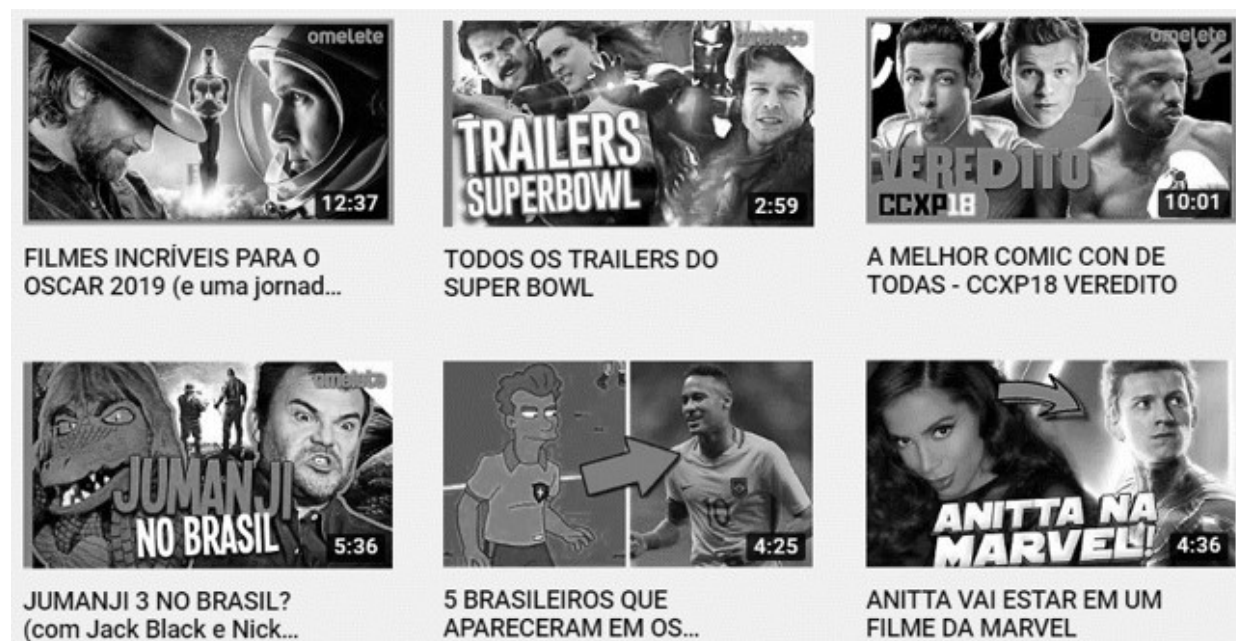 omelete
12:37
FILMES INCRÍVEIS PARA O
OSCAR 2019 (e uma jornad...
omelete
TRAILERS
SUPERBOWL
2:59
TODOS OS TRAILERS DO
SUPER BOWL
omelete
VEREDITO
CCXP18
10:01
A MELHOR COMIC CON DE
TODAS - CCXP18 VEREDITO
omelete
JUMANJI
NO BRASIL
5:36
JUMANJI 3 NO BRASIL?
(com Jack Black e Nick...
10
4:25
5 BRASILEIROS QUE
APARECERAM EM OS...
ANITTA NA
MARVEL!
4:36
ANITTA VAI ESTAR EM UM
FILME DA MARVEL